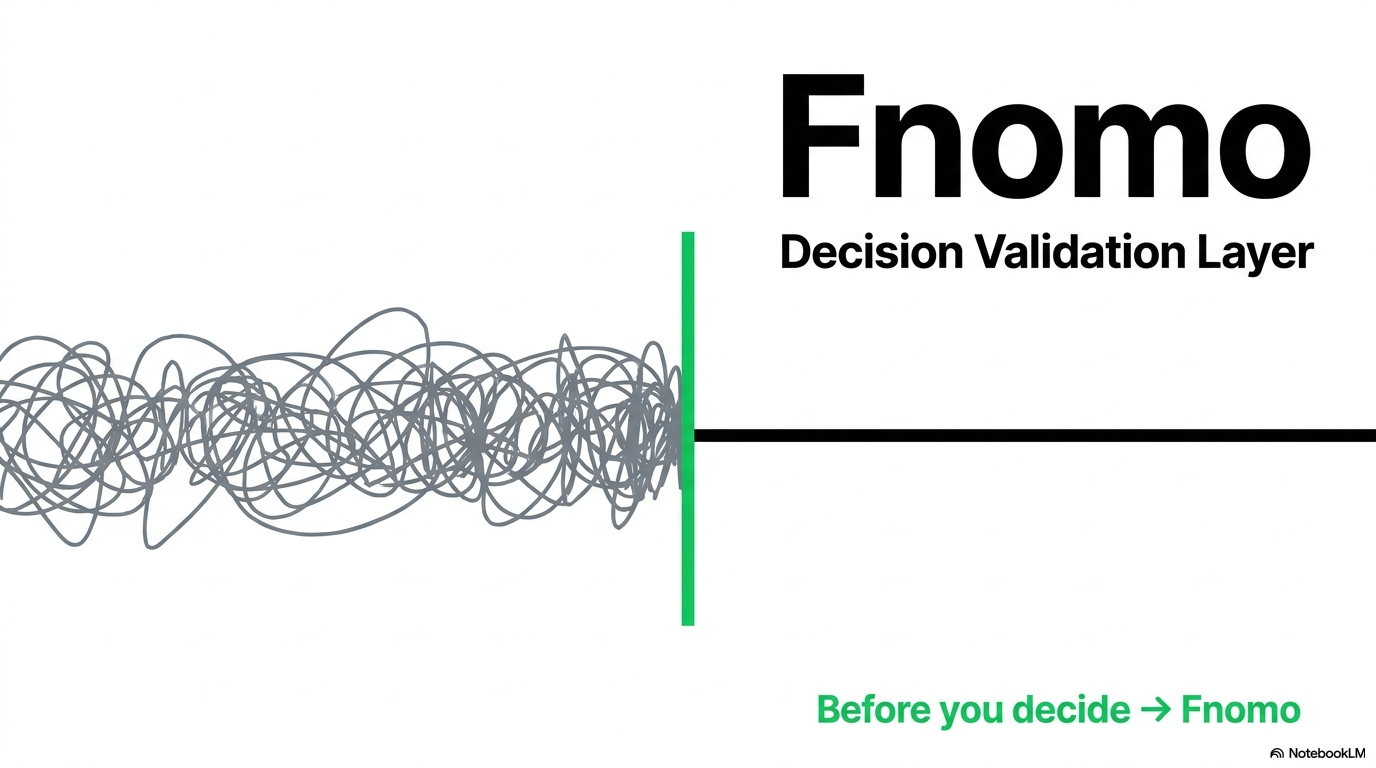 Fnomo
Decision Validation Layer
Before you decide → Fnomo
NotebookLM